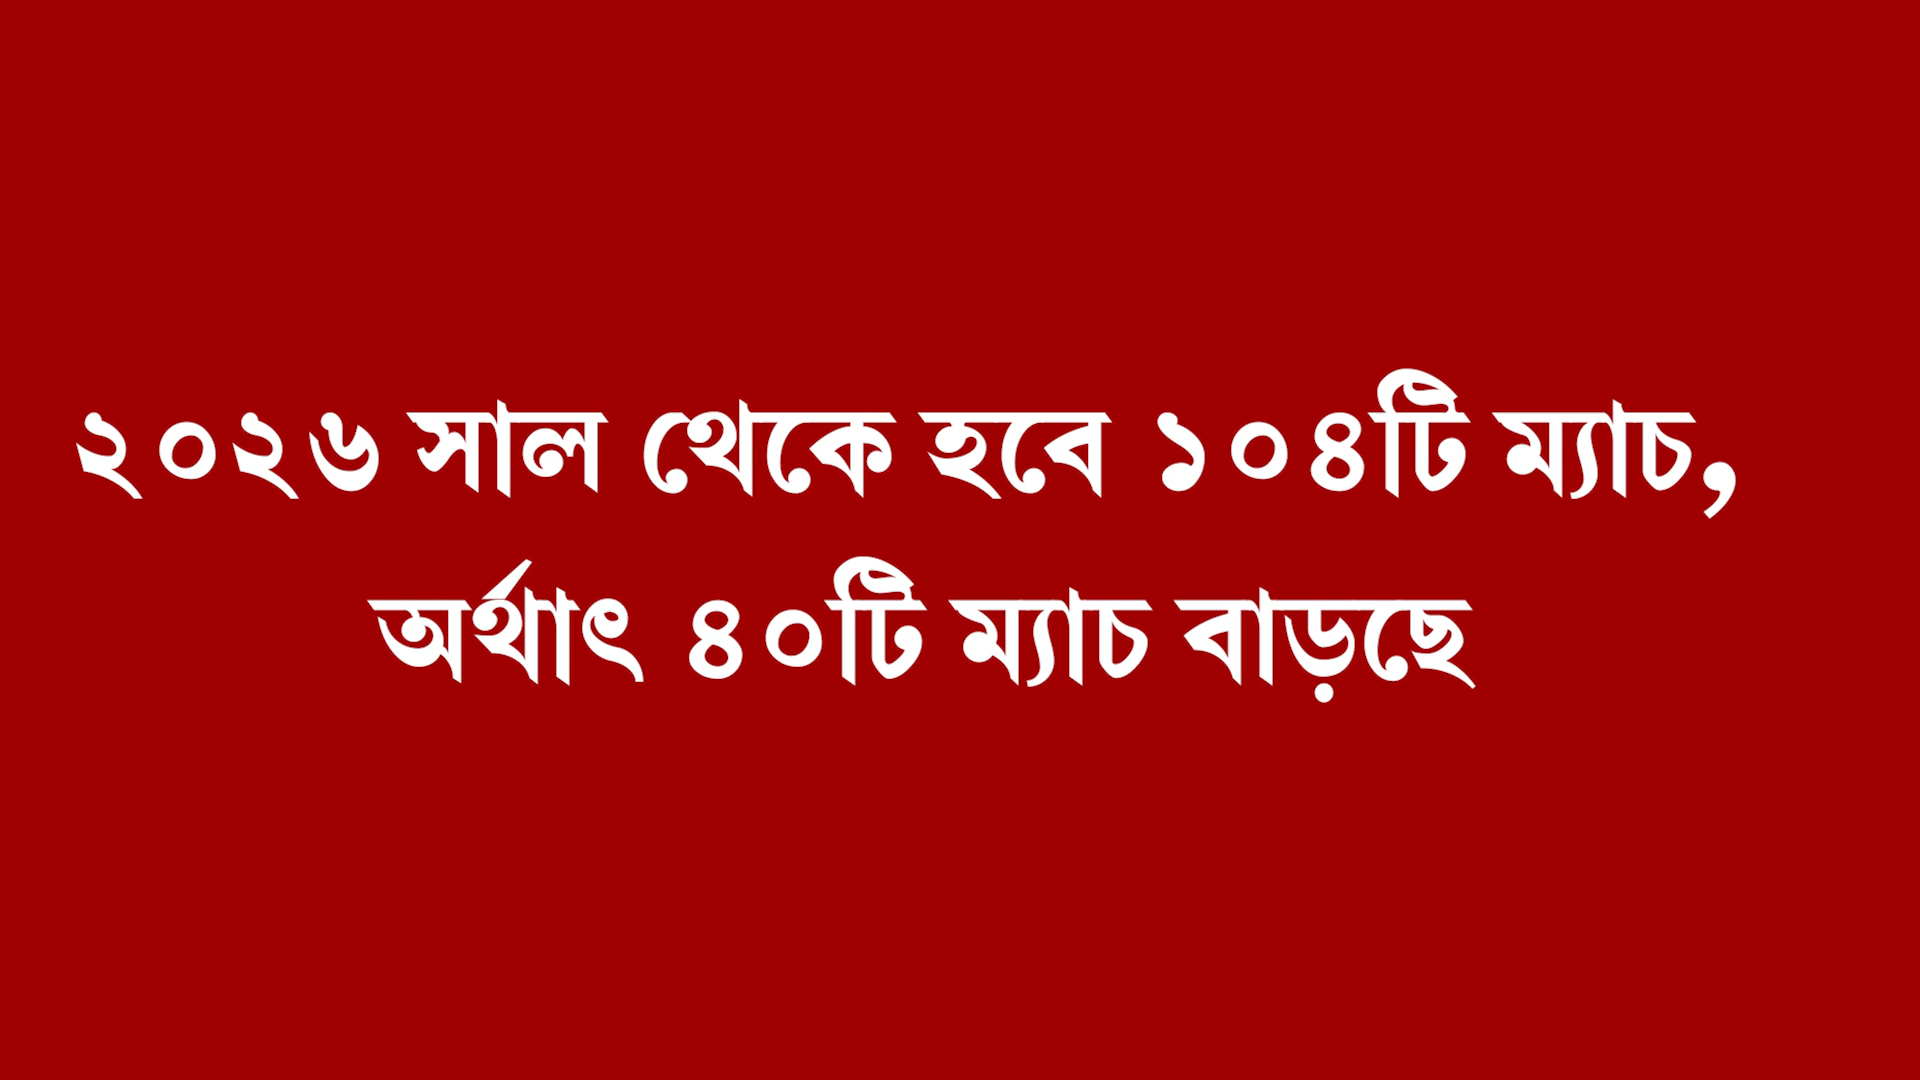 ২০২৬ সাল থেকে হবে ১০৪টি ম্যাচ,
অর্থাৎ ৪০টি ম্যাচ বাড়ছে